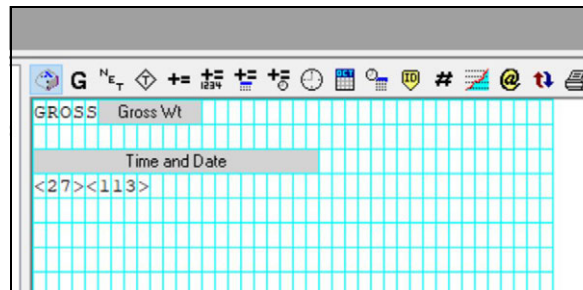 G NET T += += 1234 += += OCT ID # @
GROSS Gross Wt
Time and Date
<27><113>